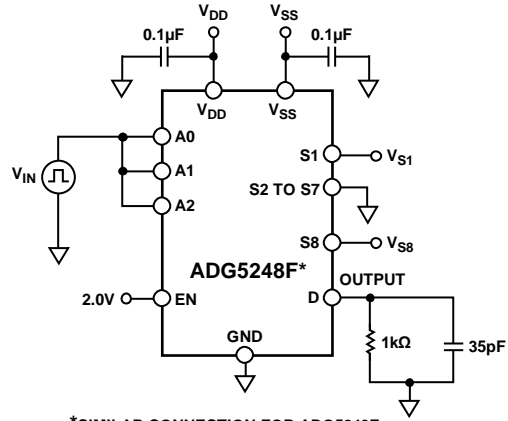 VDD VSS
0.1µF 0.1µF
VDD VSS
A0
A1
A2
VIN
S1 VS1
S2 TO S7
S8 VS8
ADG5248F*
OUTPUT
2.0V EN D
GND 1kΩ 35pF